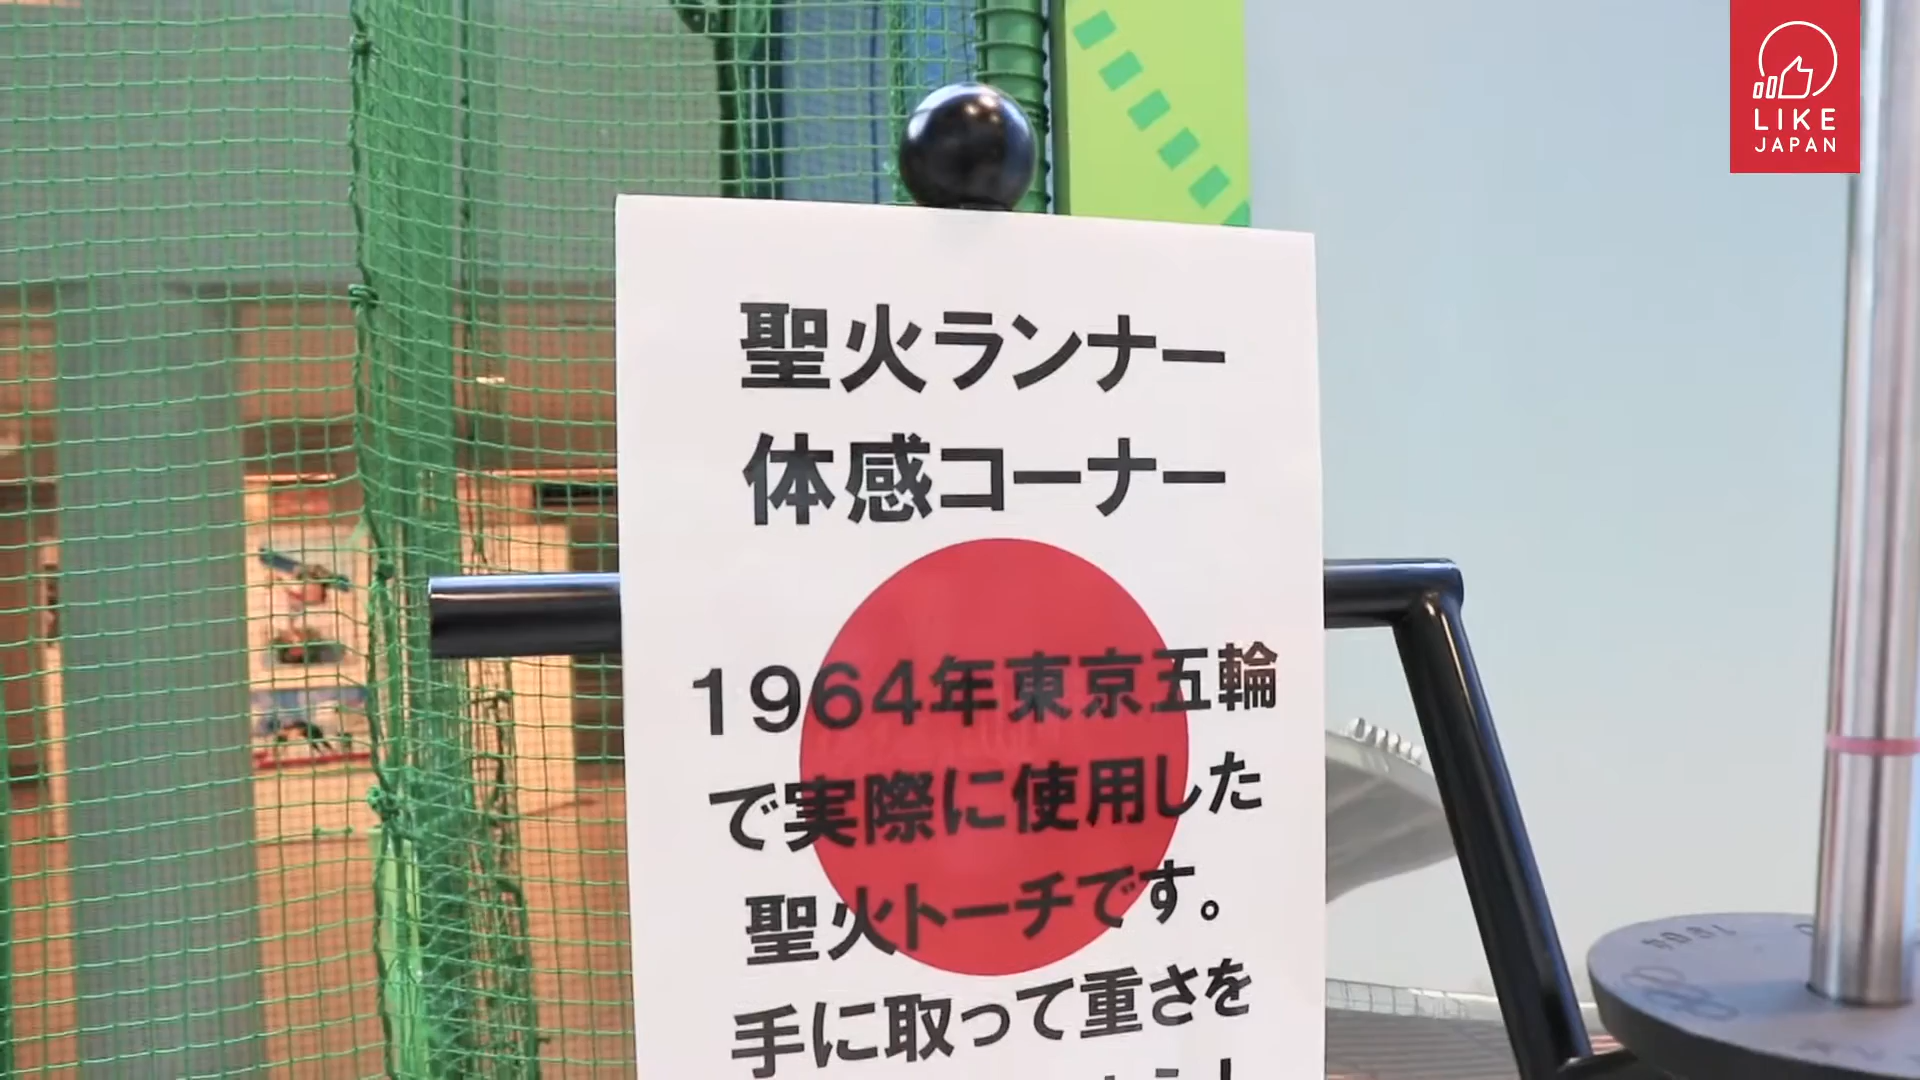 LIKE
JAPAN
聖火ランナー
体感コーナー
1964年東京五輪
で実際に使用した
聖火トーチです。
手に取って重さを